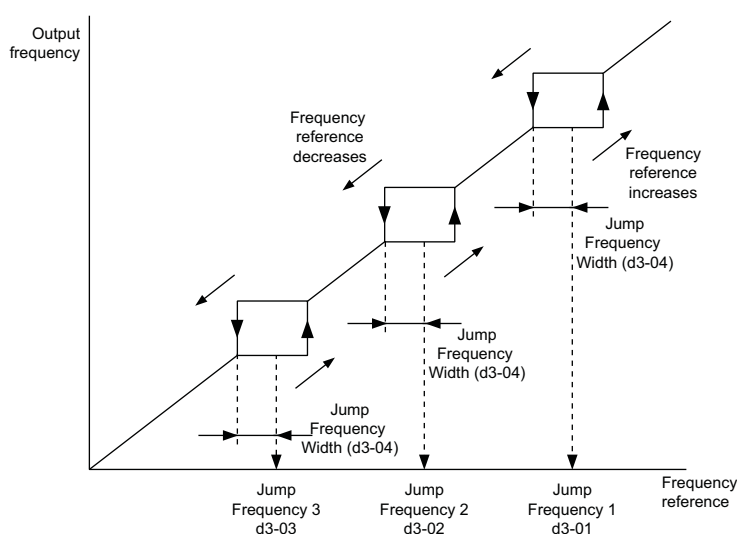 Output
frequency
Frequency
reference
decreases
Frequency
reference
increases
Jump
Frequency
Width (d3-04)
Jump
Frequency
Width (d3-04)
Jump
Frequency
Width (d3-04)
Jump
Frequency 3
d3-03
Jump
Frequency 2
d3-02
Jump
Frequency 1
d3-01
Frequency
reference